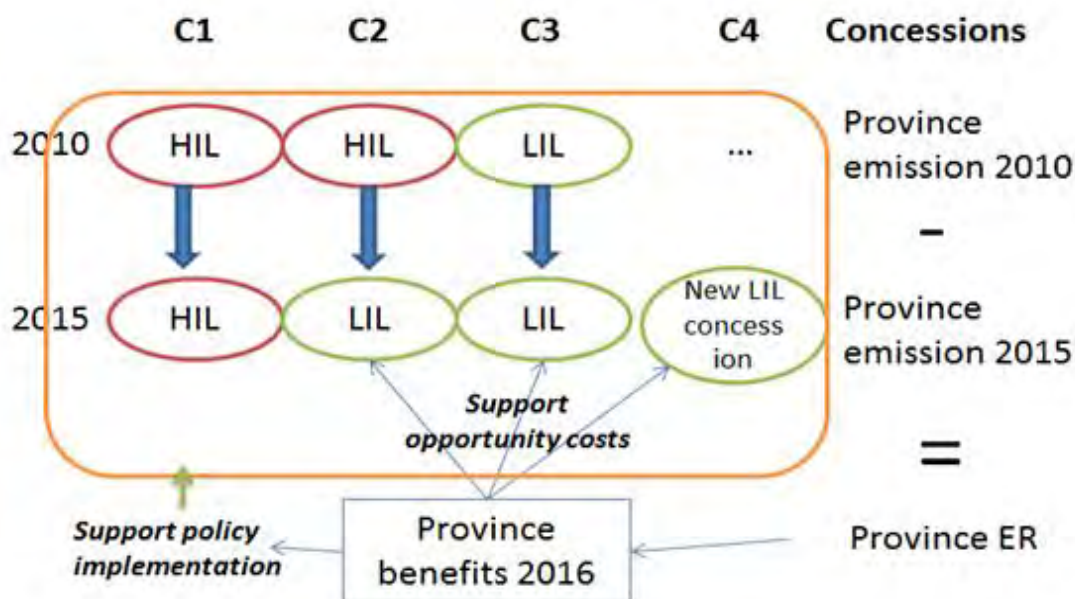 C1 C2 C3 C4 Concessions
2010 HIL HIL LIL ... Province
emission 2010
–
2015 HIL LIL LIL New LIL
concess
ion
Province
emission 2015
Support
opportunity costs
=
Support policy
implementation
Province
benefits 2016
Province ER